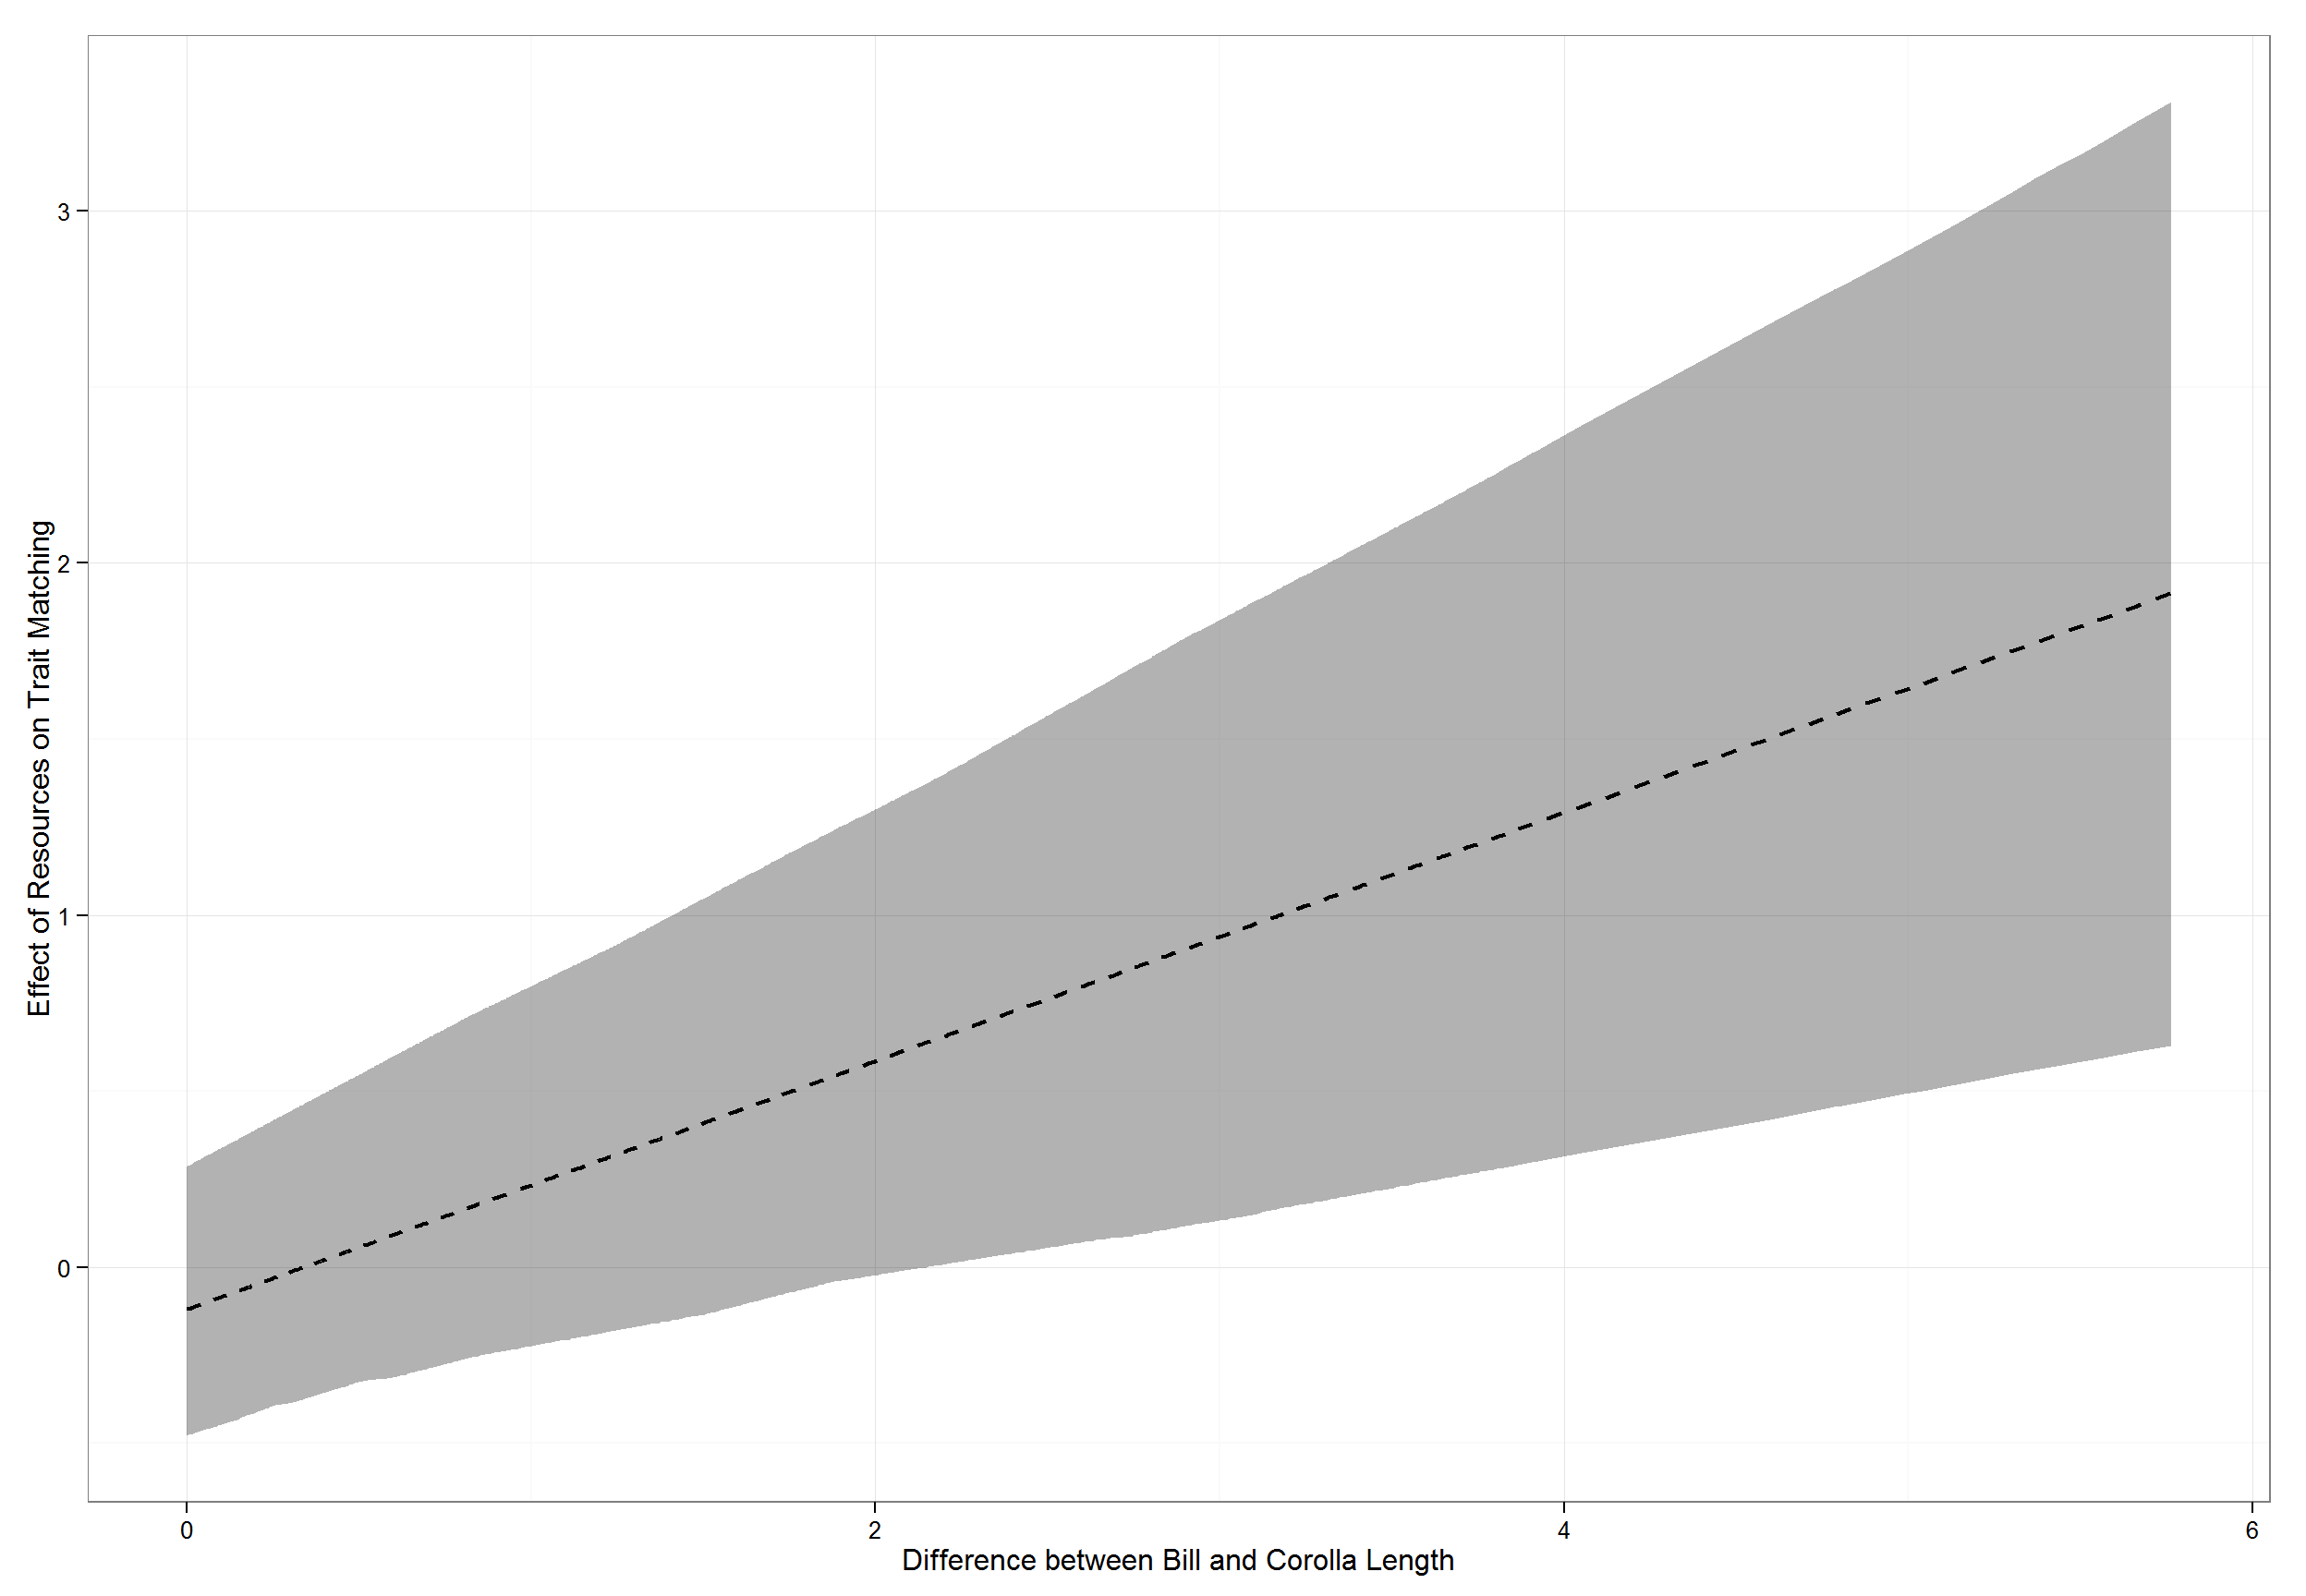 Effect of Resources on Trait Matching
3
2
1
0
0 2 4 6
Difference between Bill and Corolla Length